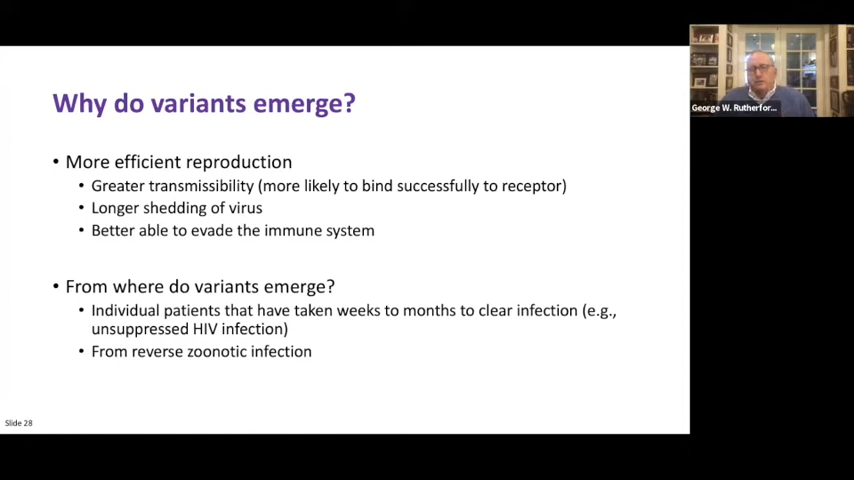 Why do variants emerge?
• More efficient reproduction
• Greater transmissibility (more likely to bind successfully to receptor)
• Longer shedding of virus
• Better able to evade the immune system
• From where do variants emerge?
• Individual patients that have taken weeks to months to clear infection (e.g.,
unsuppressed HIV infection)
• From reverse zoonotic infection
Slide 28
George W. Rutherfor...